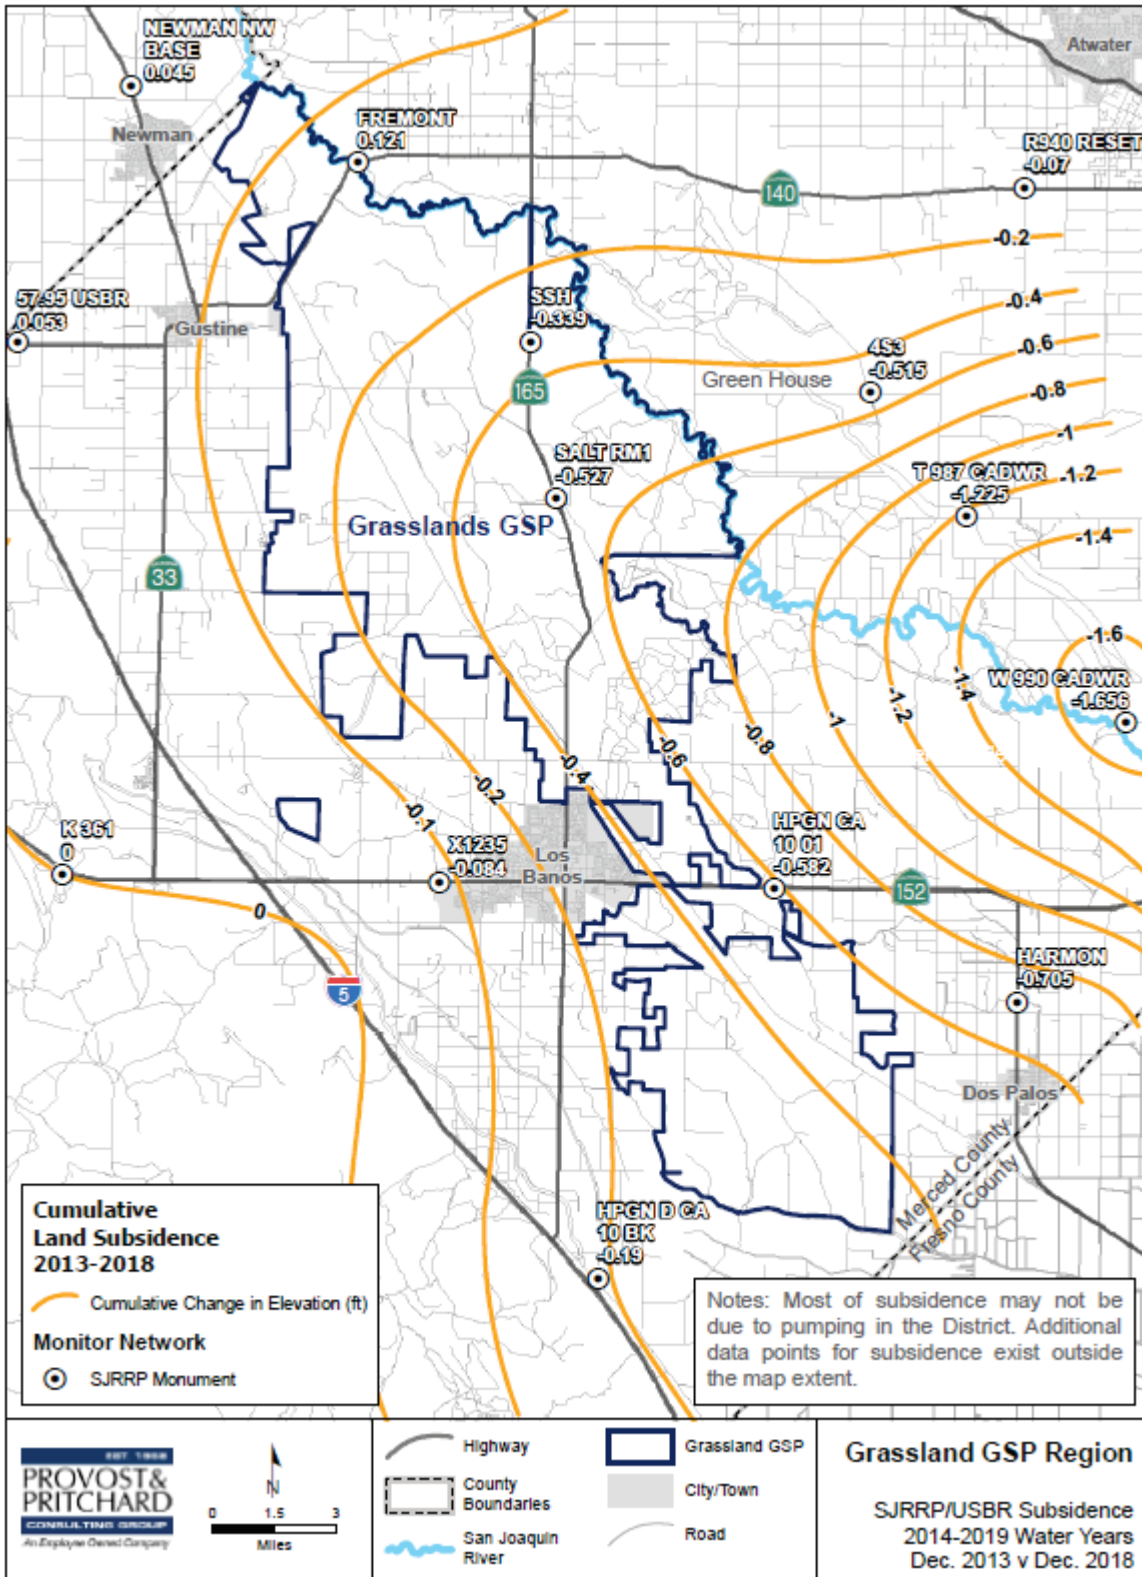 NEWMAN NW
BASE
0.045
Atwater
Newman
FREMONT
0.121
R940 RESET
-0.07
140
-0.2
57.95 USBR
0.053
Gustine
SSH
-0.339
-0.4
4S3
-0.515
-0.6
Green House
165
-0.8
-1
SALT RM1
-0.527
T 987 CADWR
-1.225
-1.2
Grasslands GSP
-1.4
33
-1.6
W 990 CADWR
-1.656
-1.4
-1.2
-1
-0.8
-0.6
-0.4
-0.2
-0.1
K 361
0
X1235
-0.084
Los
Banos
HPGN CA
10 01
-0.582
152
0
5
HARMON
-0.705
Dos Palos
Merced County
Fresno County
HPGN D CA
10 BK
-0.19
Cumulative
Land Subsidence
2013-2018
Cumulative Change in Elevation (ft)
Monitor Network
SJRRP Monument
Notes: Most of subsidence may not be
due to pumping in the District. Additional
data points for subsidence exist outside
the map extent.
EST 1968
PROVOST&
PRITCHARD
CONSULTING GROUP
An Employee Owned Company
N
0 1.5 3
Miles
Highway
County
Boundaries
San Joaquin
River
Grassland GSP
City/Town
Road
Grassland GSP Region
SJRRP/USBR Subsidence
2014-2019 Water Years
Dec. 2013 v Dec. 2018